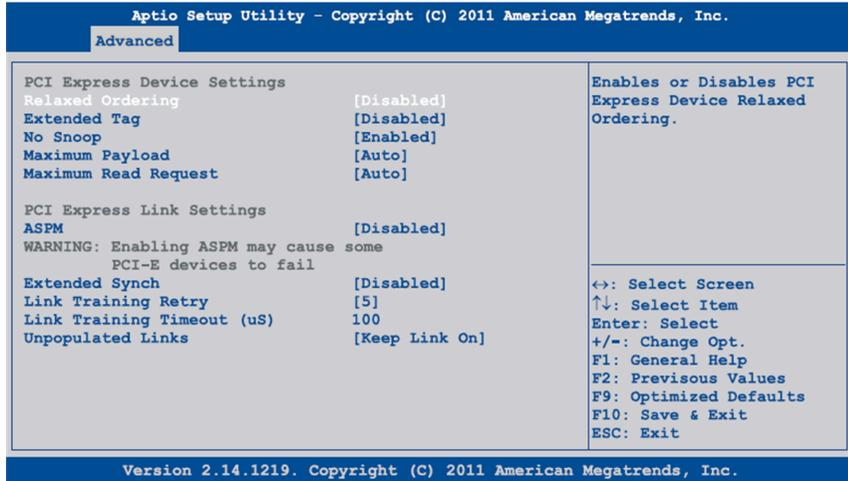 Aptio Setup Utility – Copyright (C) 2011 American Megatrends, Inc.
Advanced
PCI Express Device Settings
Relaxed Ordering [Disabled]
Extended Tag [Disabled]
No Snoop [Enabled]
Maximum Payload [Auto]
Maximum Read Request [Auto]
PCI Express Link Settings
ASPM [Disabled]
WARNING: Enabling ASPM may cause some
PCI-E devices to fail
Extended Synch [Disabled]
Link Training Retry [5]
Link Training Timeout (uS) 100
Unpopulated Links [Keep Link On]
Enables or Disables PCI
Express Device Relaxed
Ordering.
↔: Select Screen
↑↓: Select Item
Enter: Select
+/-: Change Opt.
F1: General Help
F2: Previsous Values
F9: Optimized Defaults
F10: Save & Exit
ESC: Exit
Version 2.14.1219. Copyright (C) 2011 American Megatrends, Inc.